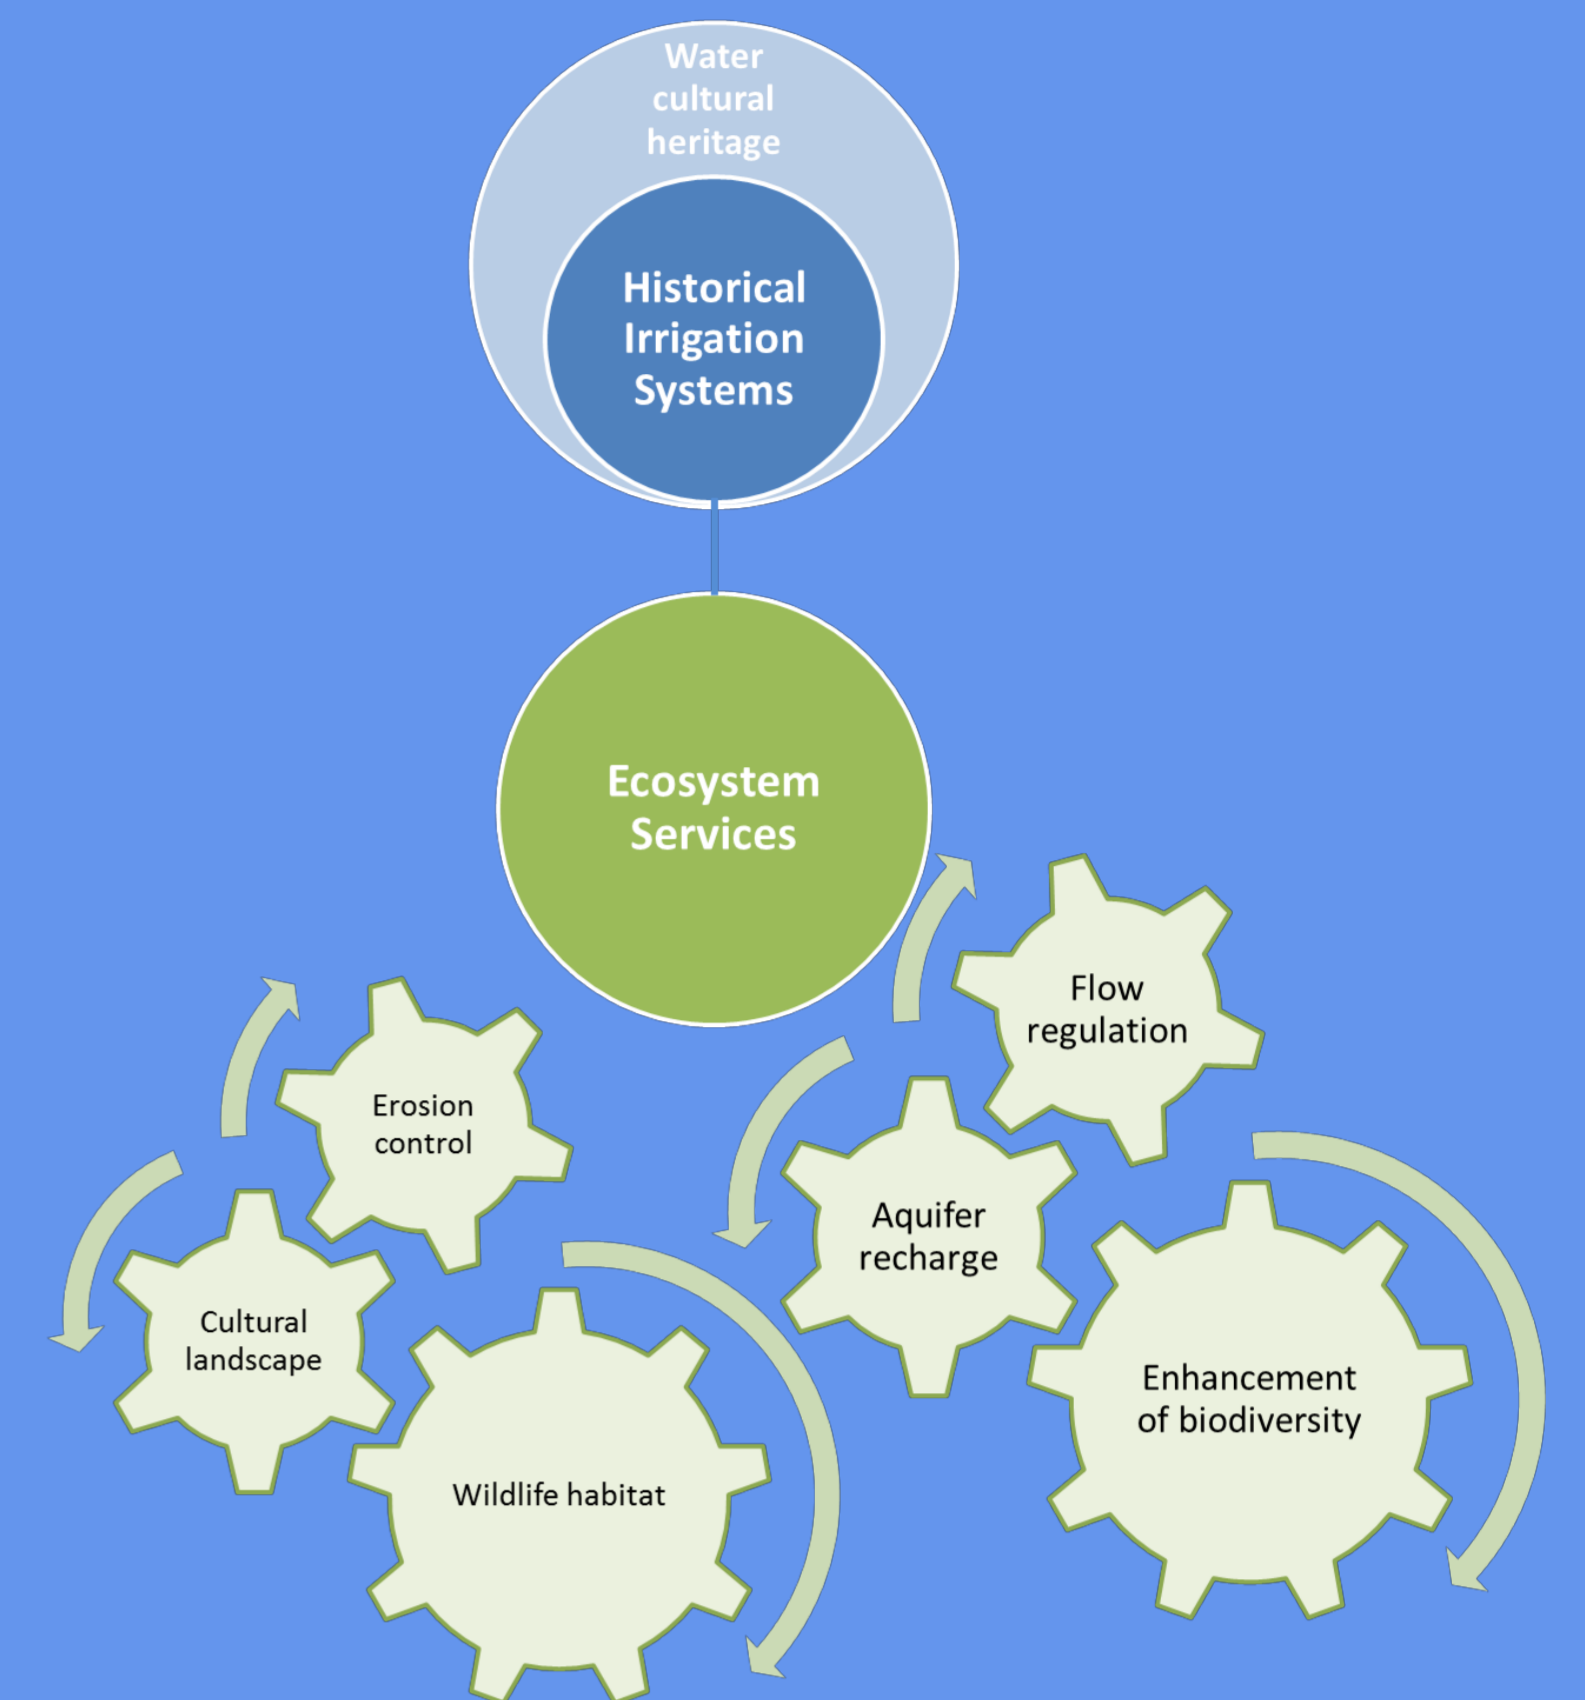 Water
cultural
heritage
Historical
Irrigation
Systems
Ecosystem
Services
Flow
regulation
Erosion
control
Aquifer
recharge
Cultural
landscape
Enhancement
of biodiversity
Wildlife habitat